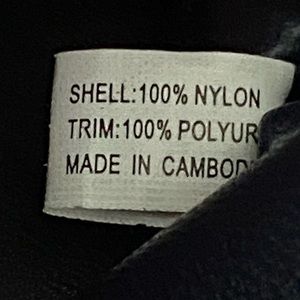 SHELL:100% NYLON
TRIM:100% POLYUR
MADE IN CAMBOD